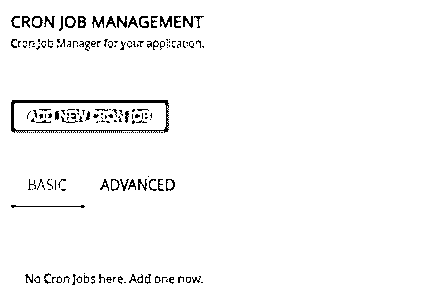 CRON JOB MANAGEMENT
Cron Job Manager for your application.
ADD NEW CRON JOB
BASIC ADVANCED
No Cron Jobs here. Add one now.